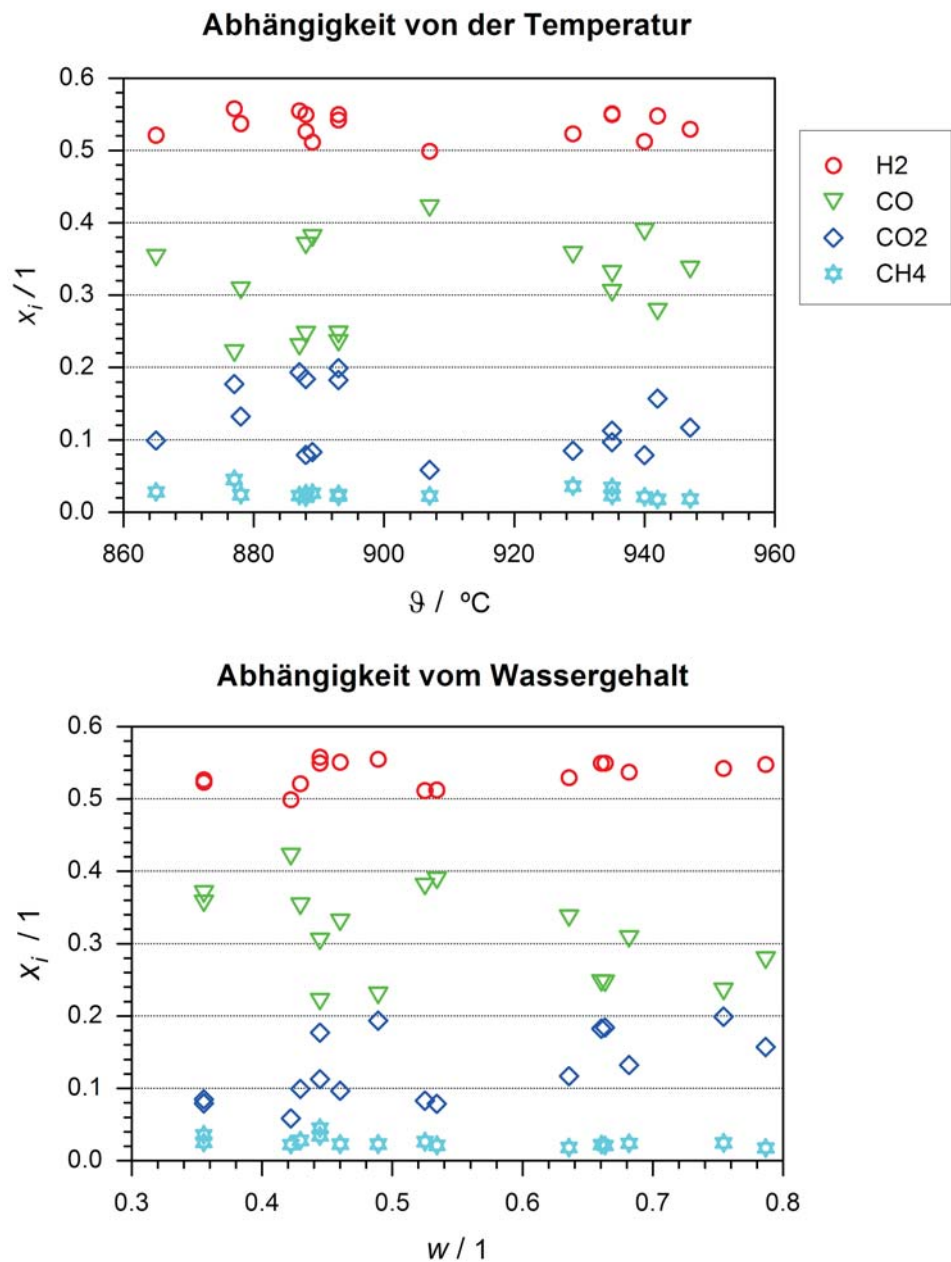 Abhängigkeit von der Temperatur
0.6
0.5
0.4
0.3
0.2
0.1
0.0
x_i / 1
860 880 900 920 940 960
ϑ / ºC
H2
CO
CO2
CH4
Abhängigkeit vom Wassergehalt
0.6
0.5
0.4
0.3
0.2
0.1
0.0
x_i / 1
0.3 0.4 0.5 0.6 0.7 0.8
w / 1